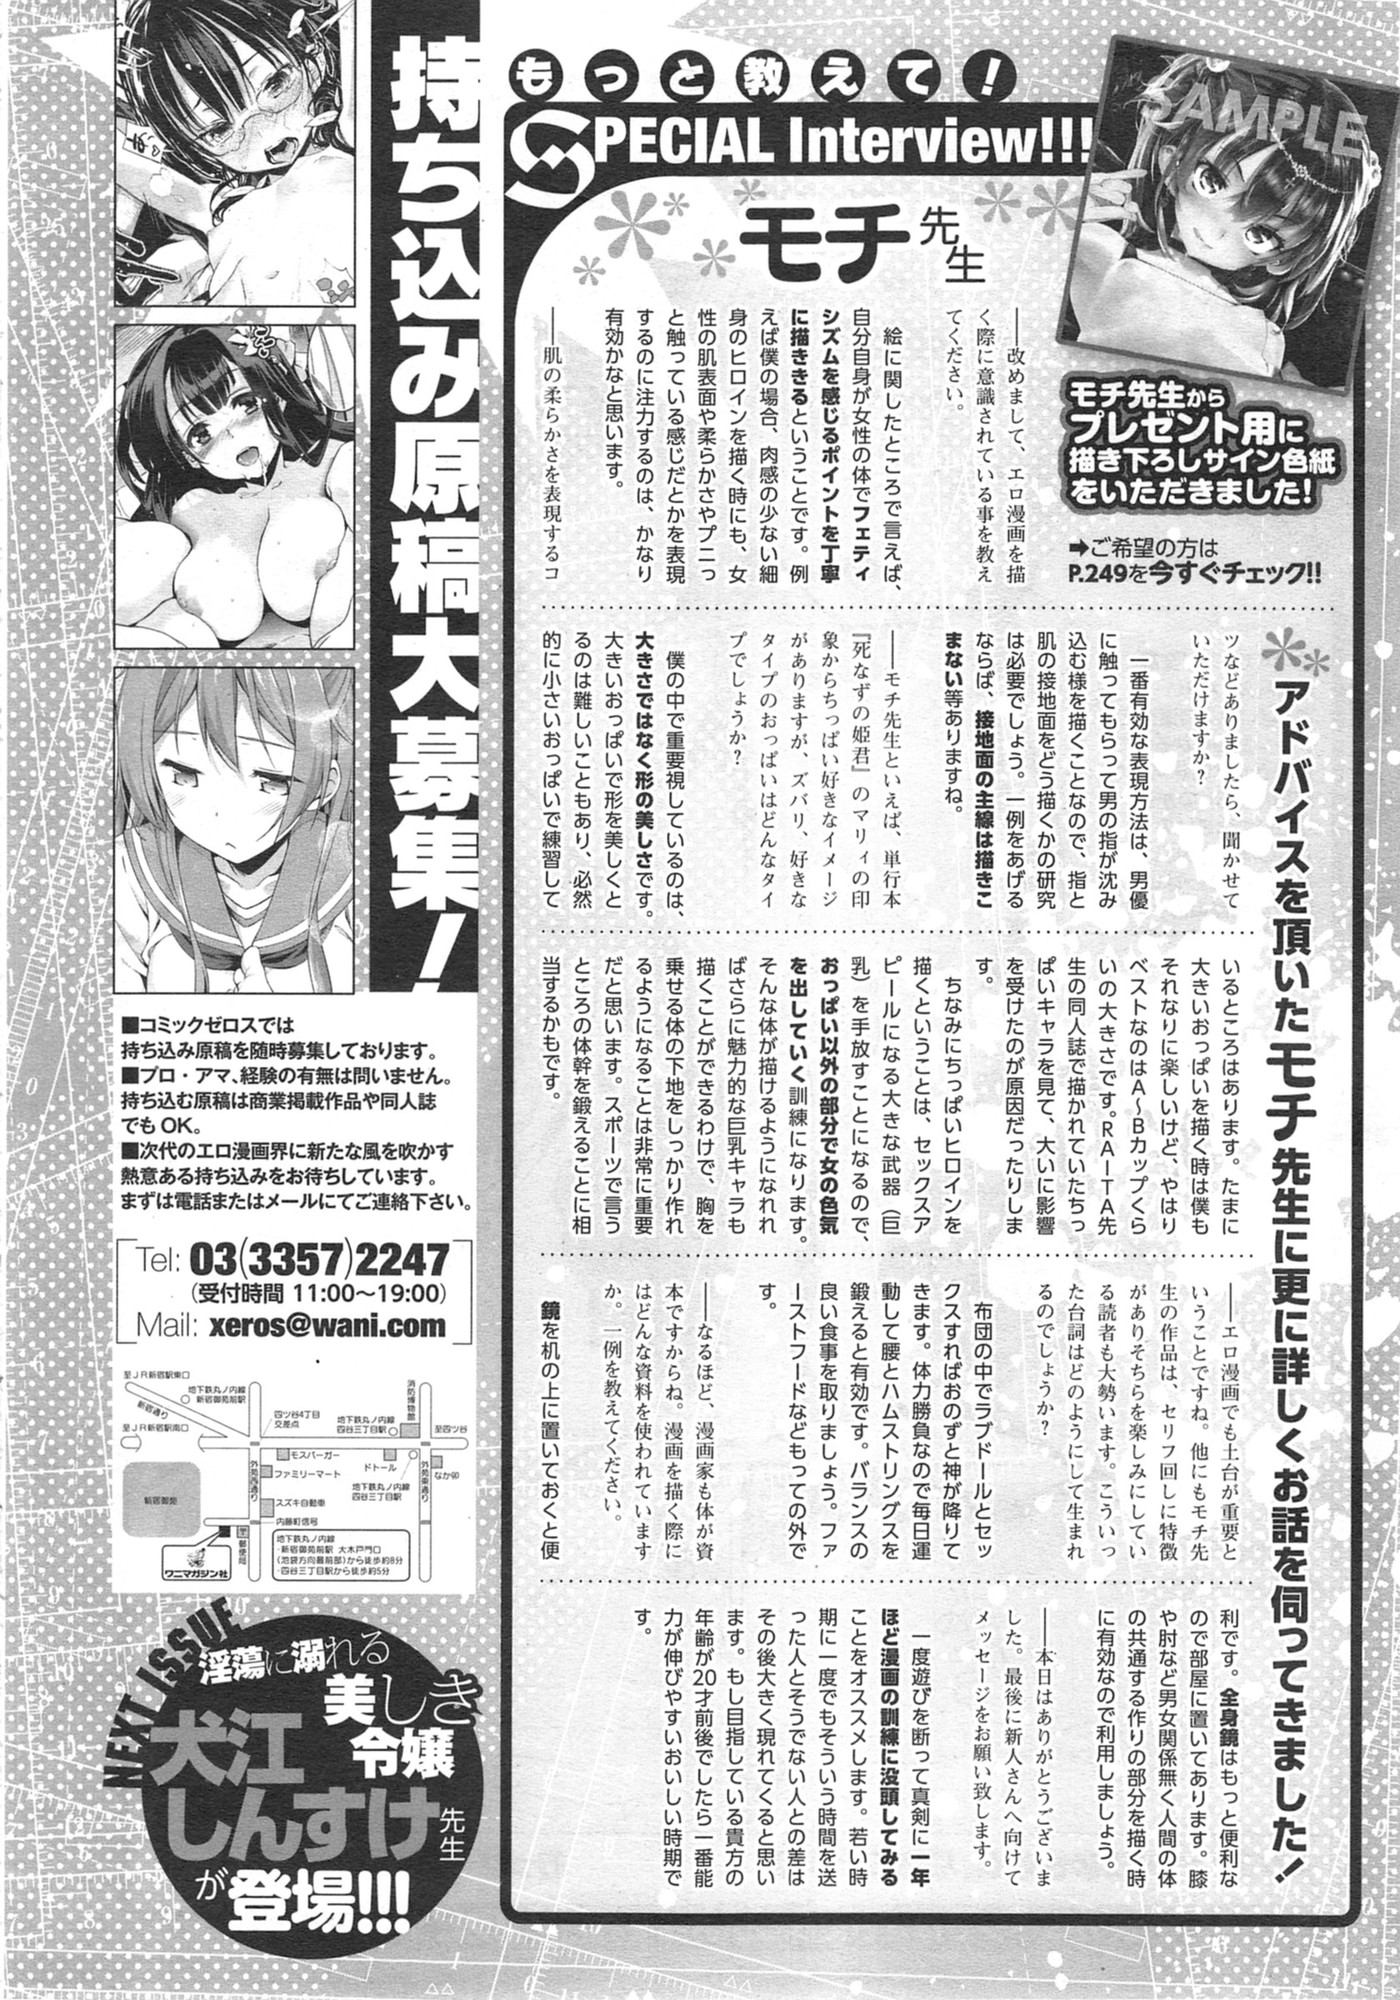 もっと教えて！
SPECIAL Interview!!!
モチ先生
SAMPLE
モチ先生から
プレゼント用に
描き下ろしサイン色紙
をいただきました！
➡ご希望の方は
P.249を今すぐチェック!!
アドバイスを頂いたモチ先生に更に詳しくお話を伺ってきました！
――改めまして、エロ漫画を描
く際に意識されている事を教え
てください。
絵に関したところで言えば、
自分自身が女性の体でフェティ
シズムを感じるポイントを丁寧
に描ききるということです。例
えば僕の場合、肉感の少ない細
身のヒロインを描く時にも、女
性の肌表面や柔らかさやプニっ
と触っている感じだとかを表現
するのに注力するのは、かなり
有効かなと思います。
――肌の柔らかさを表現するコ
ツなどありましたら、聞かせて
いただけますか？
一番有効な表現方法は、男優
に触ってもらって男の指が沈み
込む様を描くことなので、指と
肌の接地面をどう描くかの研究
は必要でしょう。一例をあげる
ならば、接地面の主線は描きこ
まない等ありますね。
――モチ先生といえば、単行本
『死なずの姫君』のマリィの印
象からちっぱい好きなイメージ
がありますが、ズバリ、好きな
タイプのおっぱいはどんなタイ
プでしょうか？
僕の中で重要視しているのは、
大きさではなく形の美しさです。
大きいおっぱいで形を美しくと
るのは難しいこともあり、必然
的に小さいおっぱいで練習して
いるところはあります。たまに
大きいおっぱいを描く時は僕も
それなりに楽しいけど、やはり
ベストなのはA～Bカップくら
いの大きさです。RAITA先
生の同人誌で描かれていたちっ
ぱいキャラを見て、大いに影響
を受けたのが原因だったりしま
す。
ちなみにちっぱいヒロインを
描くということは、セックスア
ピールになる大きな武器（巨
乳）を手放すことになるので、
おっぱい以外の部分で女の色気
を出していく訓練になります。
そんな体が描けるようになれれ
ばさらに魅力的な巨乳キャラも
描くことができるわけで、胸を
乗せる体の下地をしっかり作れ
るようになることは非常に重要
だと思います。スポーツで言う
ところの体幹を鍛えることに相
当するかもです。
――エロ漫画でも土台が重要と
いうことですね。他にもモチ先
生の作品は、セリフ回しに特徴
がありそちらを楽しみにしてい
る読者も大勢います。こういっ
た台詞はどのようにして生まれ
るのでしょうか？
布団の中でラブドールとセッ
クスすればおのずと神が降りて
きます。体力勝負なので毎日運
動して腰とハムストリングスを
鍛えると有効です。バランスの
良い食事を取りましょう。ファ
ーストフードなどもっての外で
す。
――なるほど、漫画家も体が資
本ですからね。漫画を描く際に
はどんな資料を使われています
か。一例を教えてください。
鏡を机の上に置いておくと便
利です。全身鏡はもっと便利な
ので部屋に置いてあります。膝
や肘など男女関係無く人間の体
の共通する作りの部分を描く時
に有効なので利用しましょう。
――本日はありがとうございま
した。最後に新人さんへ向けて
メッセージをお願い致します。
一度遊びを断って真剣に一年
ほど漫画の訓練に没頭してみる
ことをオススメします。若い時
期に一度でもそういう時間を送
った人とそうでない人との差は
その後大きく現れてくると思い
ます。もし目指している貴方の
年齢が20才前後でしたら一番能
力が伸びやすいおいしい時期で
す。
持ち込み原稿大募集！
■コミックゼロスでは
持ち込み原稿を随時募集しております。
■プロ・アマ、経験の有無は問いません。
持ち込む原稿は商業掲載作品や同人誌
でもOK。
■次代のエロ漫画界に新たな風を吹かす
熱意ある持ち込みをお待ちしています。
まずは電話またはメールにてご連絡下さい。
Tel: 03(3357)2247
(受付時間 11:00～19:00)
Mail: xeros@wani.com
至JR新宿駅東口
新宿通り
地下鉄丸ノ内線
新宿御苑前駅
至JR新宿駅南口
四ツ谷4丁目
交差点
地下鉄丸ノ内線
四谷三丁目駅
消防博物館
至四ツ谷
モスバーガー
ファミリーマート
ドトール
なか卯
地下鉄丸ノ内線
四谷三丁目駅
外苑西通り
外苑東通り
新宿御苑
スズキ自動車
内藤町信号
至郵便局
ワニマガジン社
地下鉄丸ノ内線
・新宿御苑前駅 大木戸門口
(池袋方向最前部)から徒歩約8分
・四谷三丁目駅から徒歩約5分
NEXT ISSUE
淫蕩に溺れる
美しき
令嬢
犬江
しんすけ先生
が登場!!!